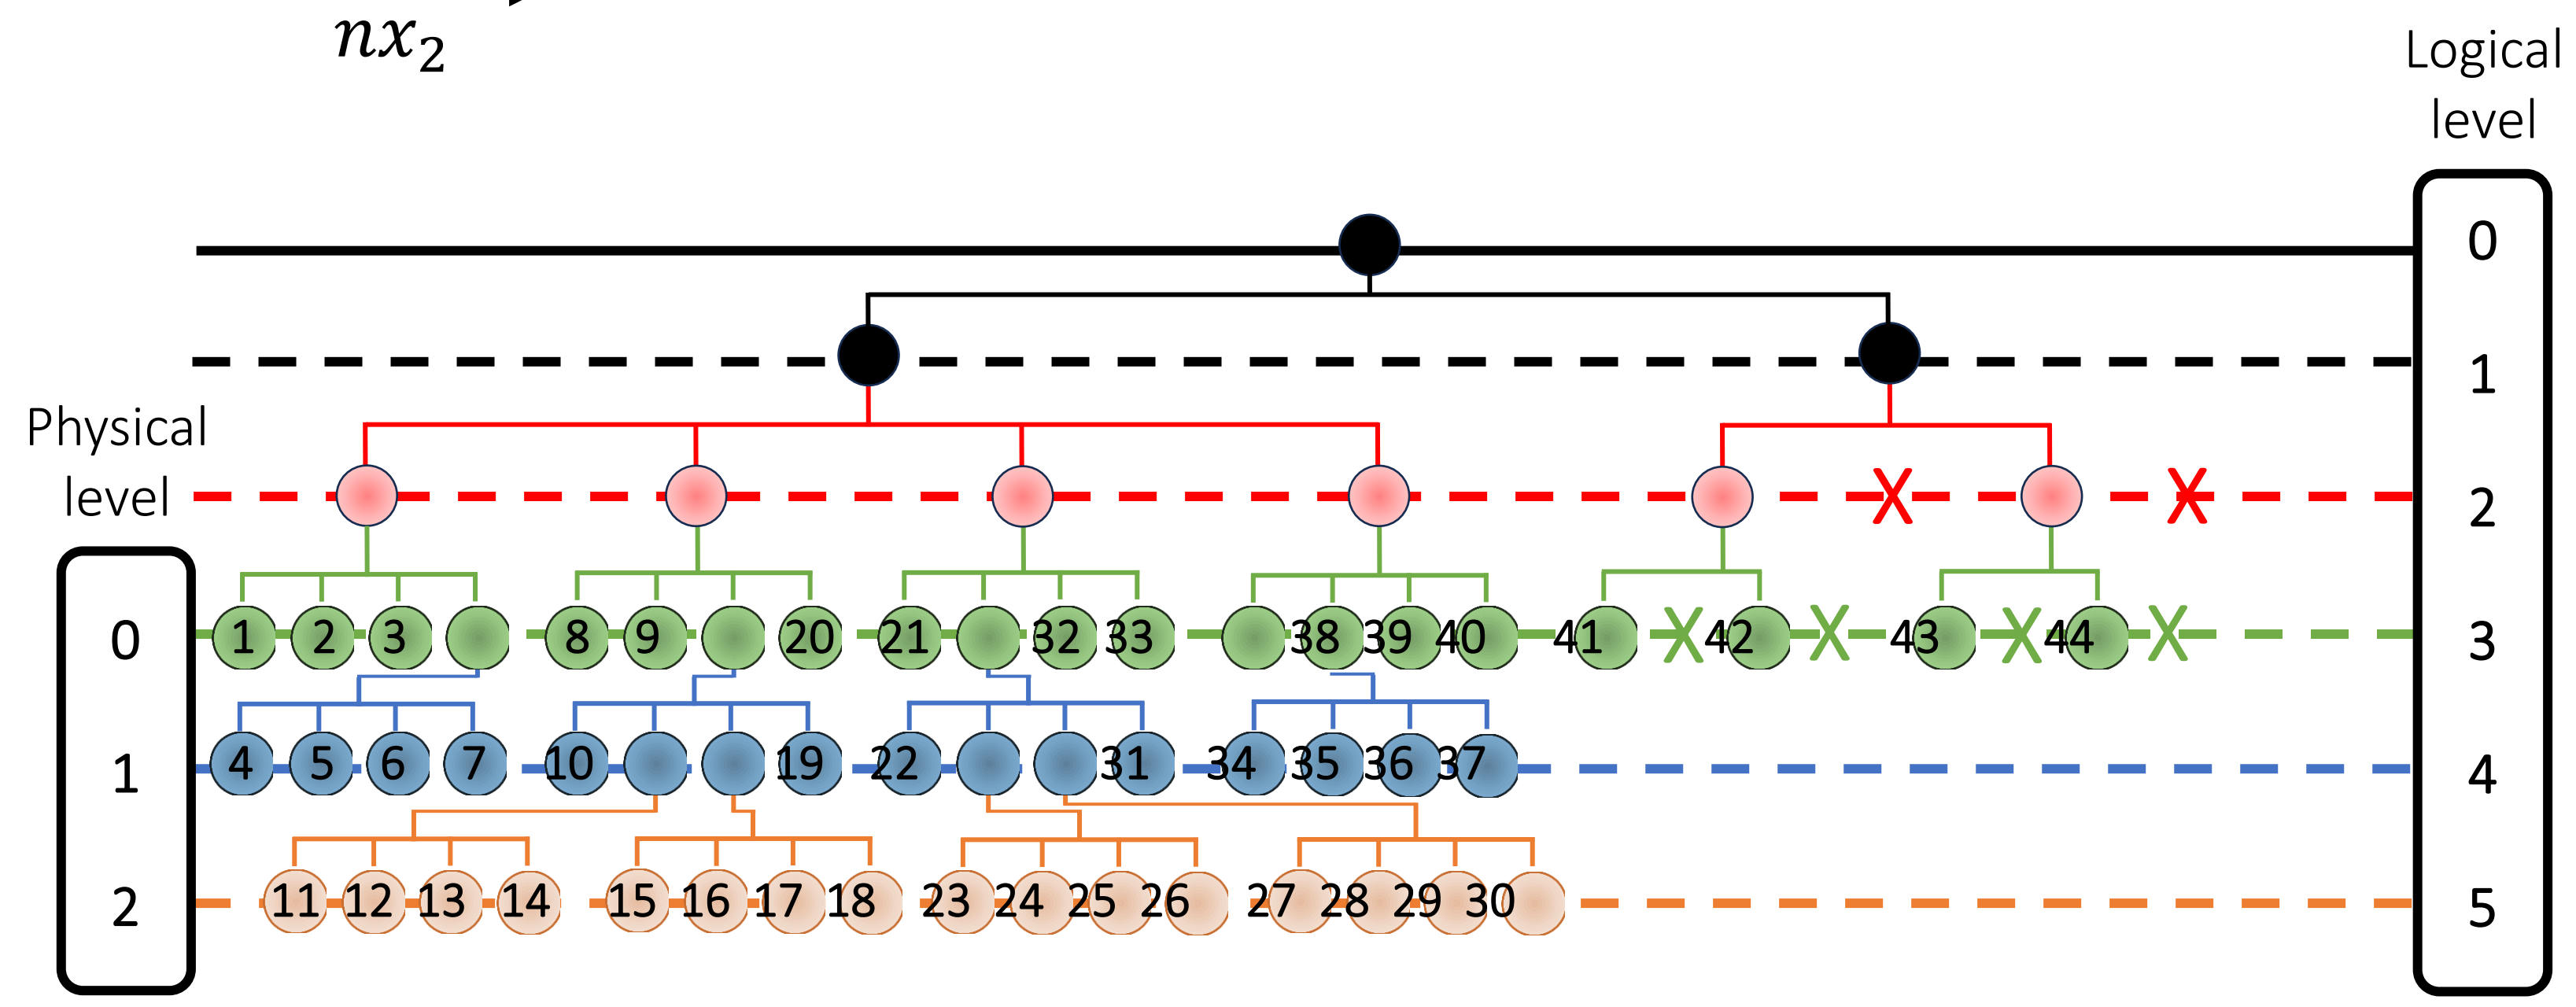 nx₂
Logical
level
0
1
Physical
level
2
X X
0
1 2 3 8 9 20 21 32 33 38 39 40 41 X 42 X 43 X 44 X
3
1
4 5 6 7 10 19 22 31 34 35 36 37
4
2
11 12 13 14 15 16 17 18 23 24 25 26 27 28 29 30
5